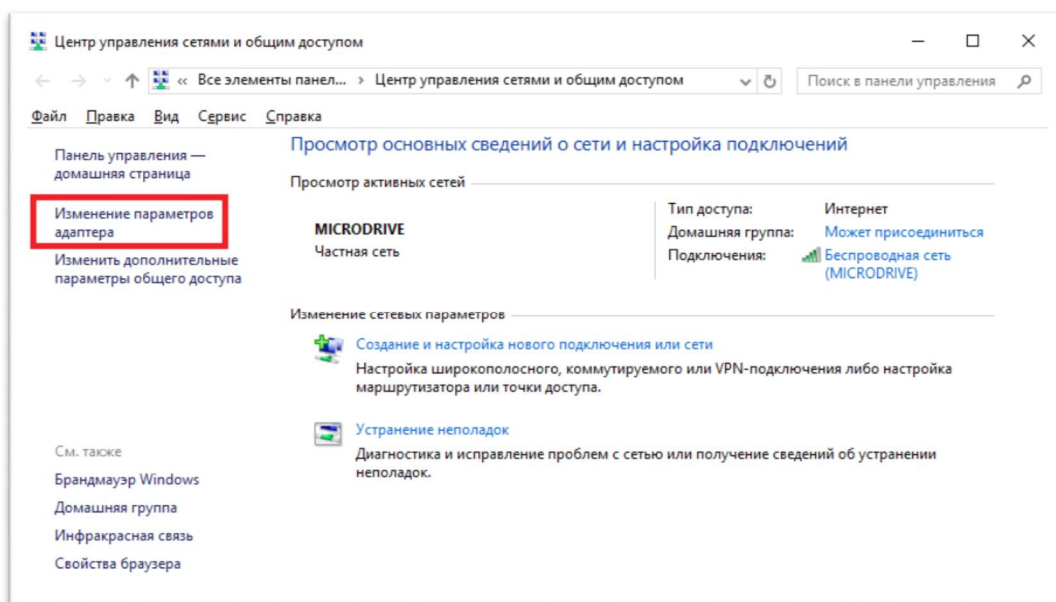 Центр управления сетями и общим доступом
« Все элементы панел... › Центр управления сетями и общим доступом
Поиск в панели управления
Файл Правка Вид Сервис Справка
Панель управления —
домашняя страница
Изменение параметров
адаптера
Изменить дополнительные
параметры общего доступа
Просмотр основных сведений о сети и настройка подключений
Просмотр активных сетей
MICRODRIVE
Частная сеть
Тип доступа: Интернет
Домашняя группа: Может присоединиться
Подключения: Беспроводная сеть
(MICRODRIVE)
Изменение сетевых параметров
Создание и настройка нового подключения или сети
Настройка широкополосного, коммутируемого или VPN-подключения либо настройка
маршрутизатора или точки доступа.
Устранение неполадок
Диагностика и исправление проблем с сетью или получение сведений об устранении
неполадок.
См. также
Брандмауэр Windows
Домашняя группа
Инфракрасная связь
Свойства браузера